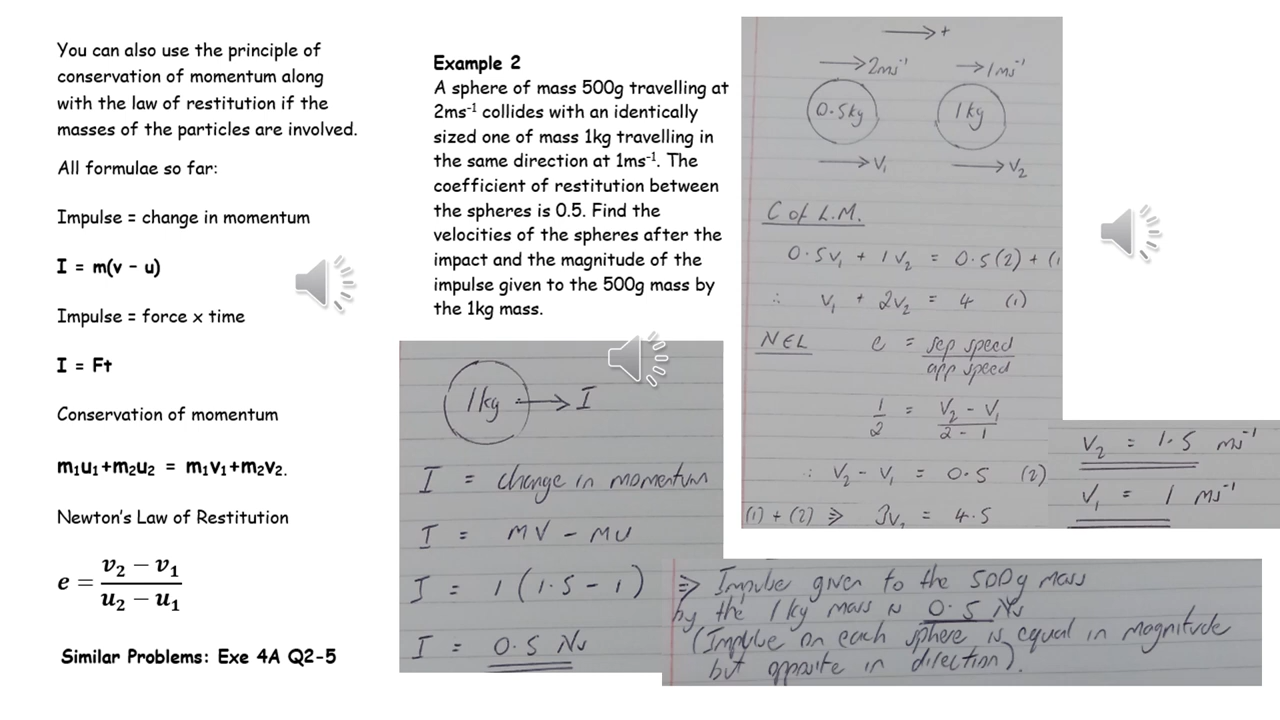 You can also use the principle of
conservation of momentum along
with the law of restitution if the
masses of the particles are involved.
All formulae so far:
Impulse = change in momentum
I = m(v – u)
Impulse = force x time
I = Ft
Conservation of momentum
m₁u₁+m₂u₂ = m₁v₁+m₂v₂.
Newton's Law of Restitution
e = (v₂ − v₁)/(u₂ − u₁)
Similar Problems: Exe 4A Q2-5
Example 2
A sphere of mass 500g travelling at
2ms⁻¹ collides with an identically
sized one of mass 1kg travelling in
the same direction at 1ms⁻¹. The
coefficient of restitution between
the spheres is 0.5. Find the
velocities of the spheres after the
impact and the magnitude of the
impulse given to the 500g mass by
the 1kg mass.
→ +
→ 2ms⁻¹ → 1ms⁻¹
0.5kg 1kg
→ V₁ → V₂
C of L.M.
0.5V₁ + 1V₂ = 0.5(2) + (1
∴ V₁ + 2V₂ = 4 (1)
NEL e = sep speed/app speed
1/2 = (V₂ - V₁)/(2 - 1)
∴ V₂ - V₁ = 0.5 (2)
(1) + (2) ⇒ 3V₂ = 4.5
V₂ = 1.5 ms⁻¹
V₁ = 1 ms⁻¹
1kg → I
I = change in momentum
I = MV - MU
I = 1(1.5 - 1)
I = 0.5 Ns
⇒ Impulse given to the 500g mass
by the 1kg mass is 0.5 Ns
(Impulse on each sphere is equal in magnitude
but opposite in direction).